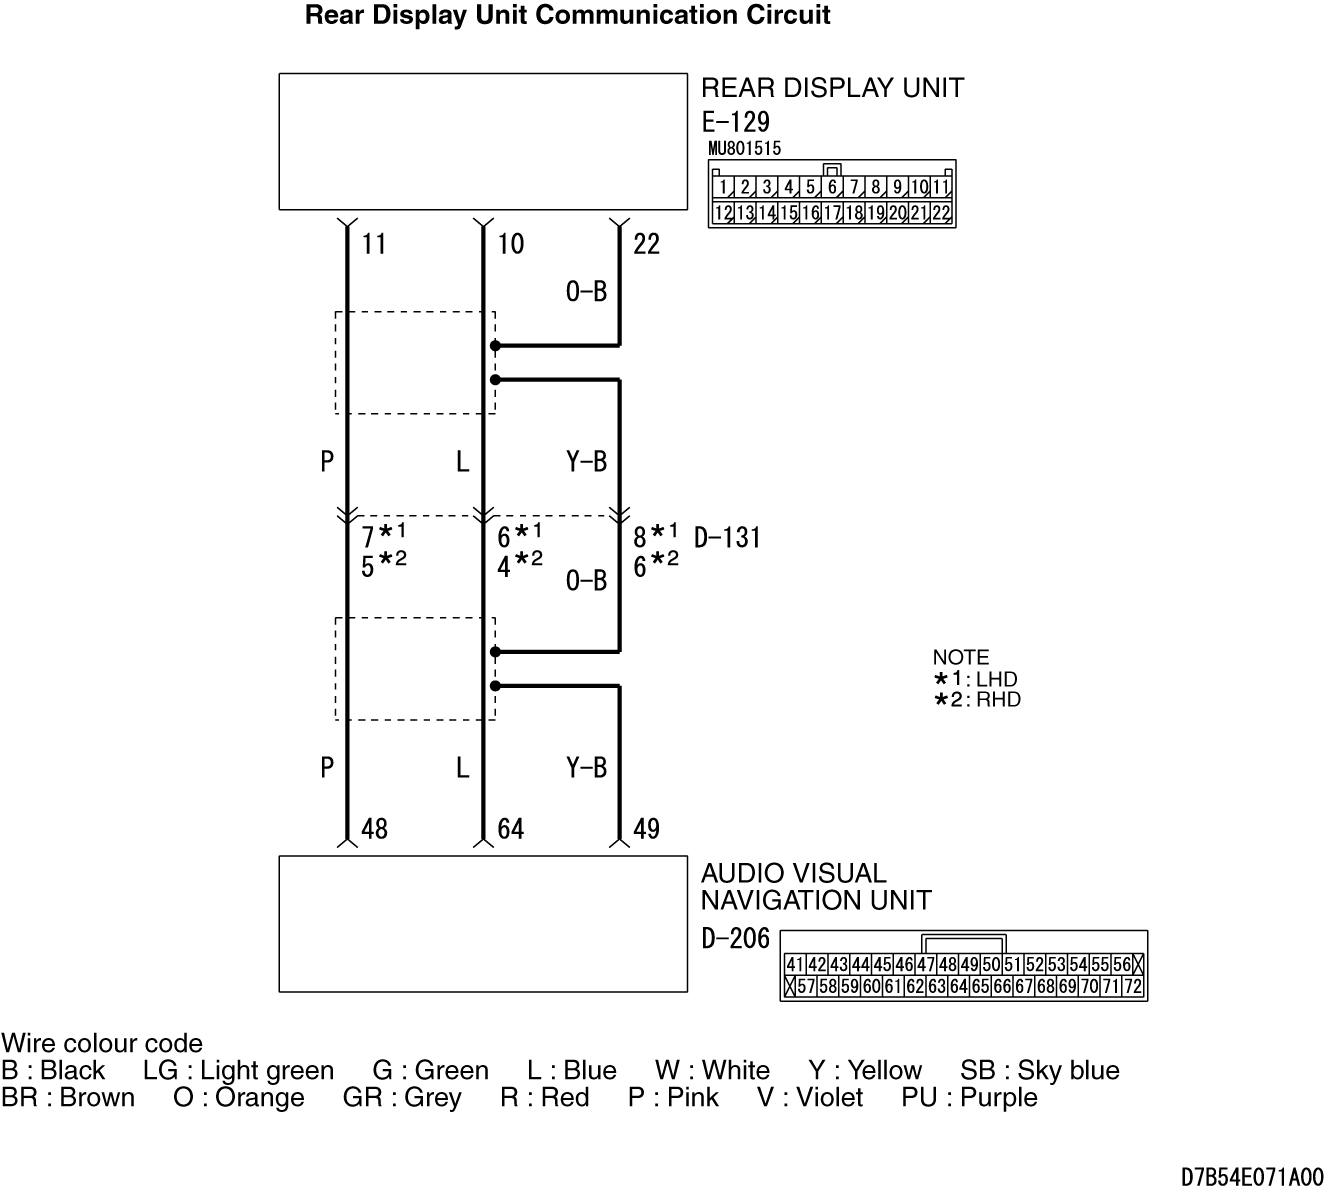 Rear Display Unit Communication Circuit
REAR DISPLAY UNIT
E-129
MU801515
1 2 3 4 5 6 7 8 9 10 11
12 13 14 15 16 17 18 19 20 21 22
11 10 22
O-B
P L Y-B
7*1 6*1 8*1 D-131
5*2 4*2 6*2
O-B
NOTE
*1 : LHD
*2 : RHD
P L Y-B
48 64 49
AUDIO VISUAL
NAVIGATION UNIT
D-206
41 42 43 44 45 46 47 48 49 50 51 52 53 54 55 56
57 58 59 60 61 62 63 64 65 66 67 68 69 70 71 72
Wire colour code
B : Black LG : Light green G : Green L : Blue W : White Y : Yellow SB : Sky blue
BR : Brown O : Orange GR : Grey R : Red P : Pink V : Violet PU : Purple
D7B54E071A00